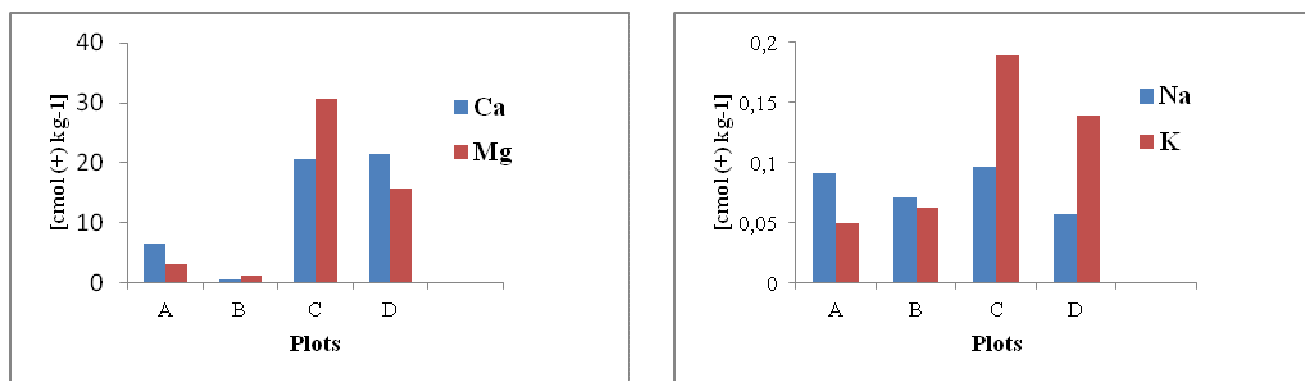 [cmol (+) kg-1]
40
30
20
10
0
Ca
Mg
A B C D
Plots
[cmol (+) kg-1]
0,2
0,15
0,1
0,05
0
Na
K
A B C D
Plots